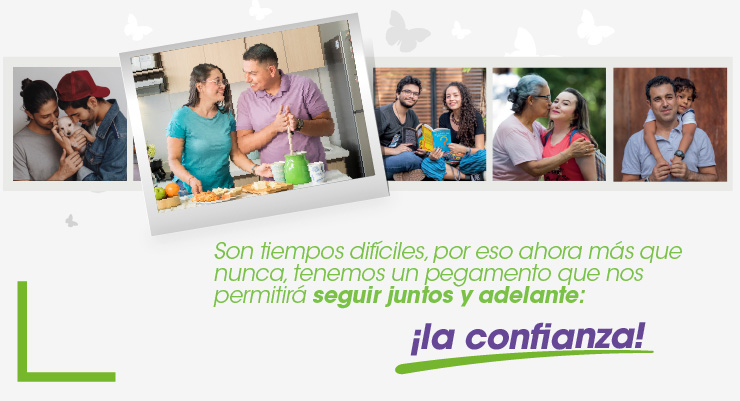 Son tiempos difíciles, por eso ahora más que
nunca, tenemos un pegamento que nos
permitirá seguir juntos y adelante:
¡la confianza!